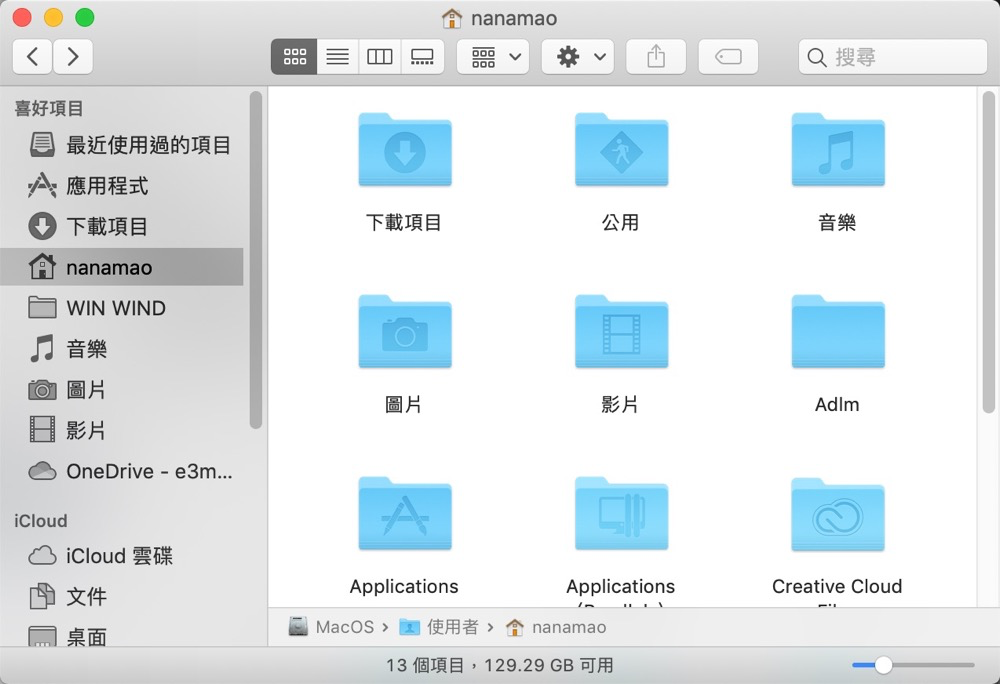 nanamao
搜尋
喜好項目
最近使用過的項目
應用程式
下載項目
nanamao
WIN WIND
音樂
圖片
影片
OneDrive - e3m...
iCloud
iCloud 雲碟
文件
桌面
下載項目
公用
音樂
圖片
影片
Adlm
Applications
Applications
Creative Cloud
MacOS › 使用者 › nanamao
13 個項目，129.29 GB 可用